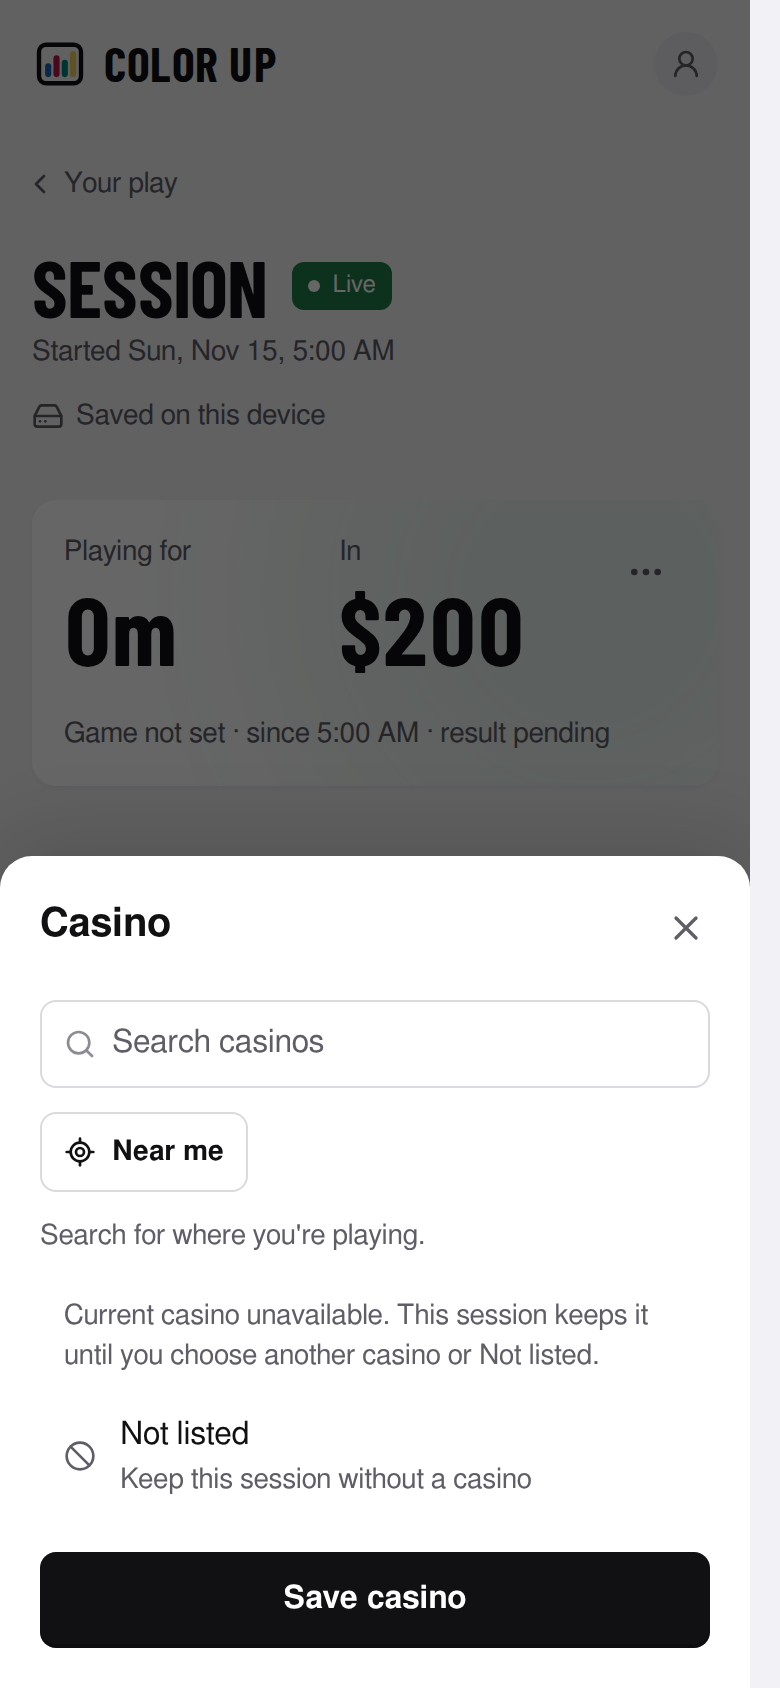 COLOR UP
Your play
SESSION
Live
Started Sun, Nov 15, 5:00 AM
Saved on this device
Playing for
In
0m
$200
Game not set · since 5:00 AM · result pending
Casino
Search casinos
Near me
Search for where you're playing.
Current casino unavailable. This session keeps it
until you choose another casino or Not listed.
Not listed
Keep this session without a casino
Save casino